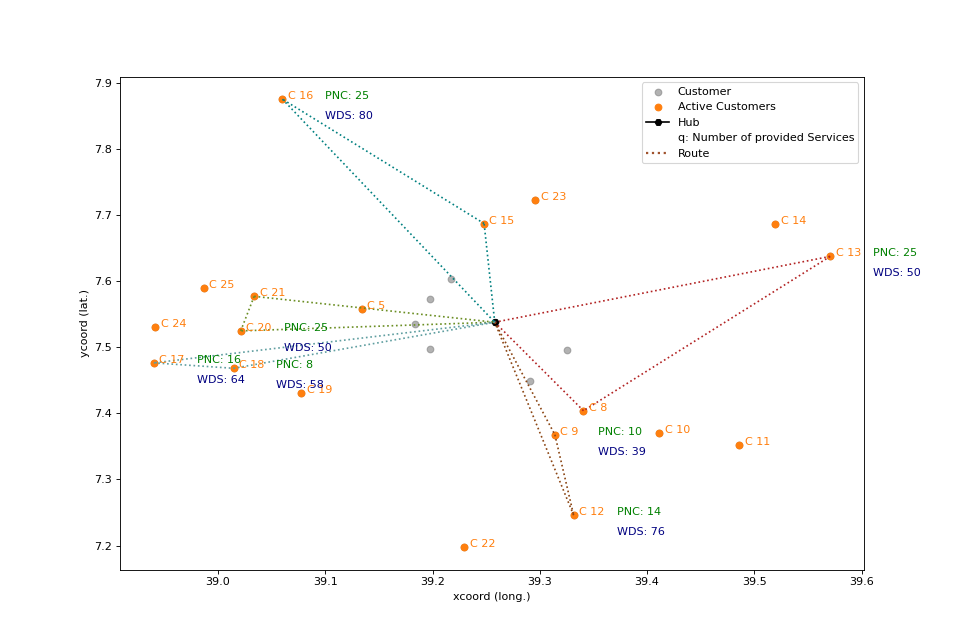 7.9
7.8
7.7
7.6
7.5
7.4
7.3
7.2
ycoord (lat.)
39.0
39.1
39.2
39.3
39.4
39.5
39.6
xcoord (long.)
Customer
Active Customers
Hub
q: Number of provided Services
Route
C 16
PNC: 25
WDS: 80
C 23
C 15
C 14
C 13
PNC: 25
WDS: 50
C 25
C 21
C 5
C 24
C 20
PNC: 25
WDS: 50
C 17
PNC: 16
WDS: 64
C 18
PNC: 8
WDS: 58
C 19
C 8
C 9
PNC: 10
WDS: 39
C 10
C 11
C 12
PNC: 14
WDS: 76
C 22